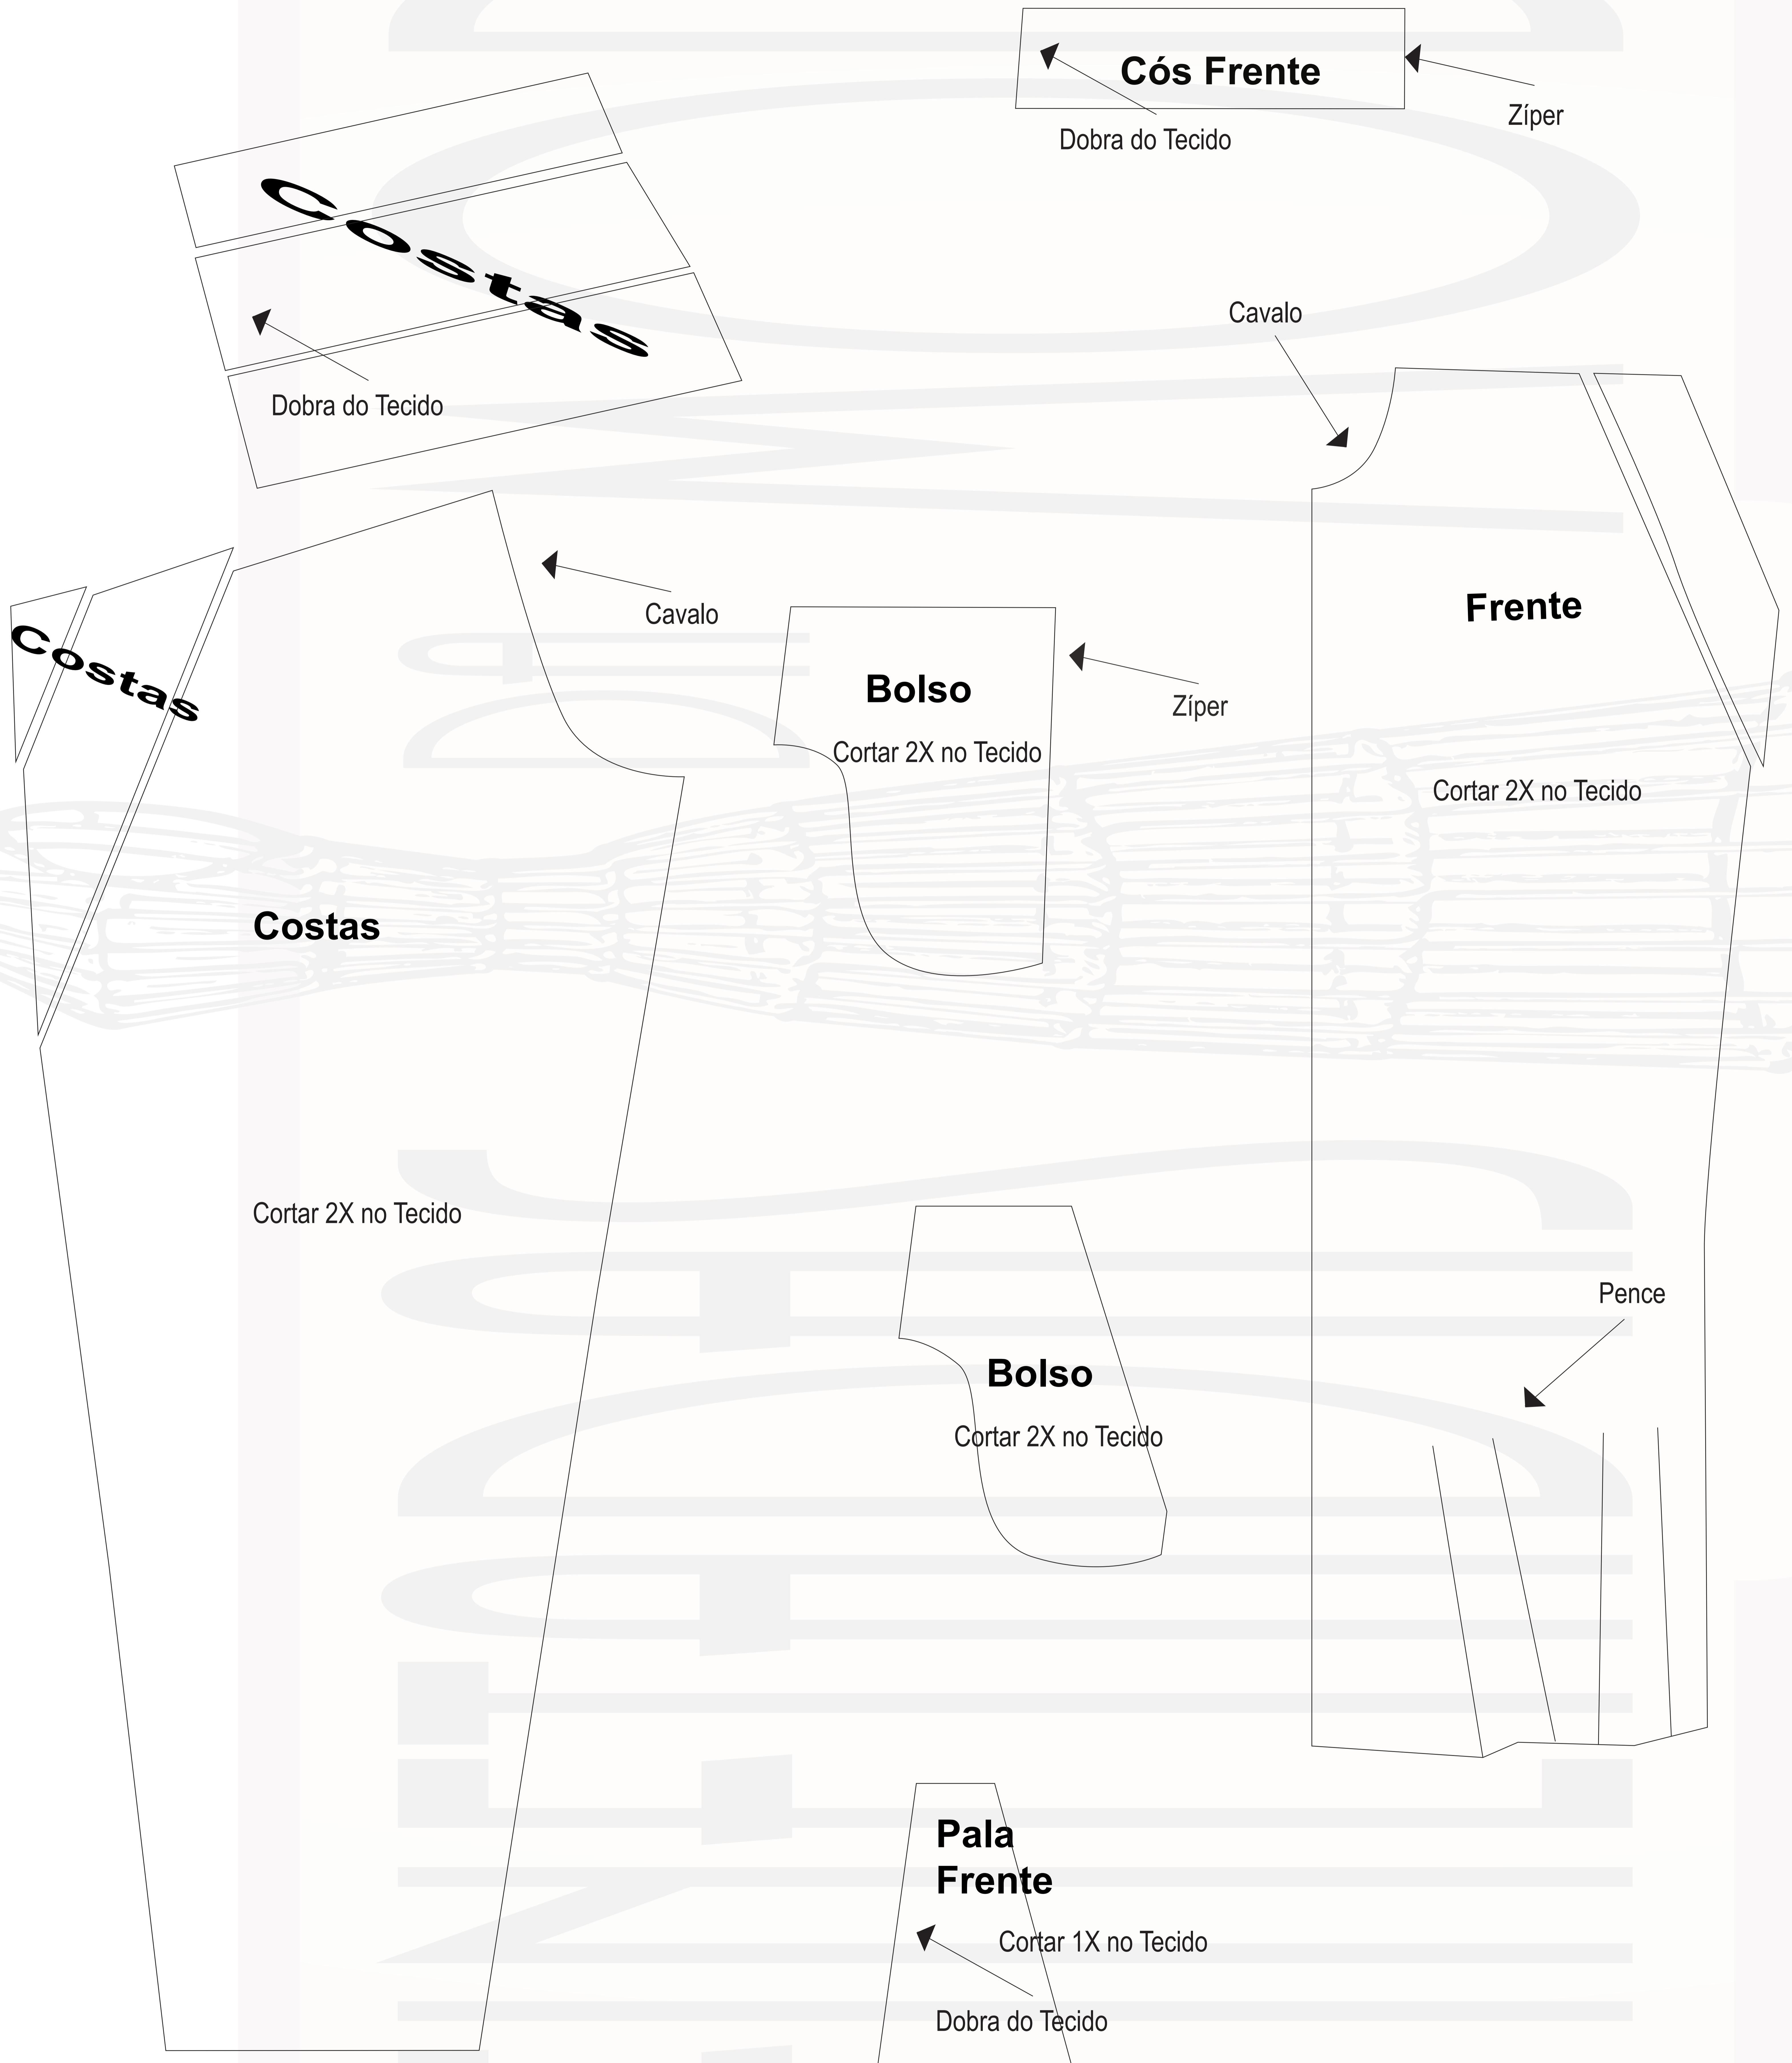 Cós Frente
Zíper
Dobra do Tecido
Costas
Dobra do Tecido
Cavalo
Cavalo
Costas
Frente
Bolso
Zíper
Cortar 2X no Tecido
Cortar 2X no Tecido
Costas
Cortar 2X no Tecido
Pence
Bolso
Cortar 2X no Tecido
Pala
Frente
Cortar 1X no Tecido
Dobra do Tecido